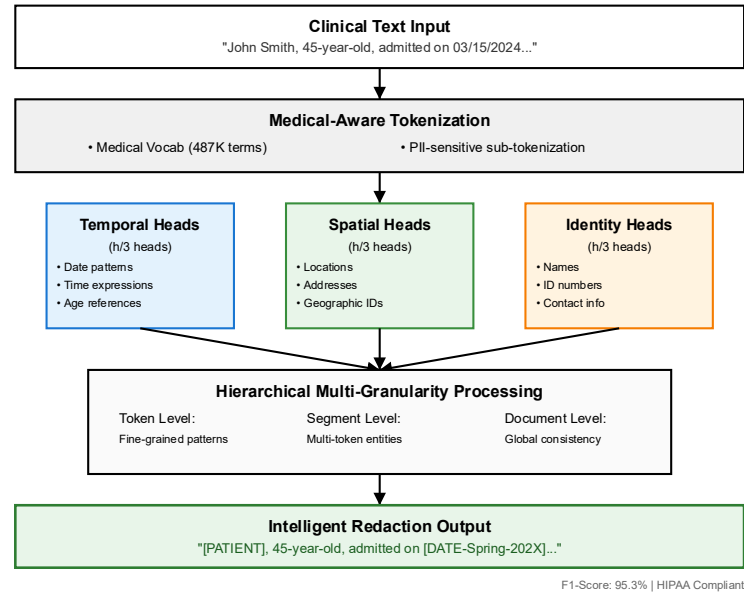 Clinical Text Input
"John Smith, 45-year-old, admitted on 03/15/2024..."
Medical-Aware Tokenization
• Medical Vocab (487K terms)
• PII-sensitive sub-tokenization
Temporal Heads
(h/3 heads)
• Date patterns
• Time expressions
• Age references
Spatial Heads
(h/3 heads)
• Locations
• Addresses
• Geographic IDs
Identity Heads
(h/3 heads)
• Names
• ID numbers
• Contact info
Hierarchical Multi-Granularity Processing
Token Level:
Fine-grained patterns
Segment Level:
Multi-token entities
Document Level:
Global consistency
Intelligent Redaction Output
"[PATIENT], 45-year-old, admitted on [DATE-Spring-202X]..."
F1-Score: 95.3% | HIPAA Compliant